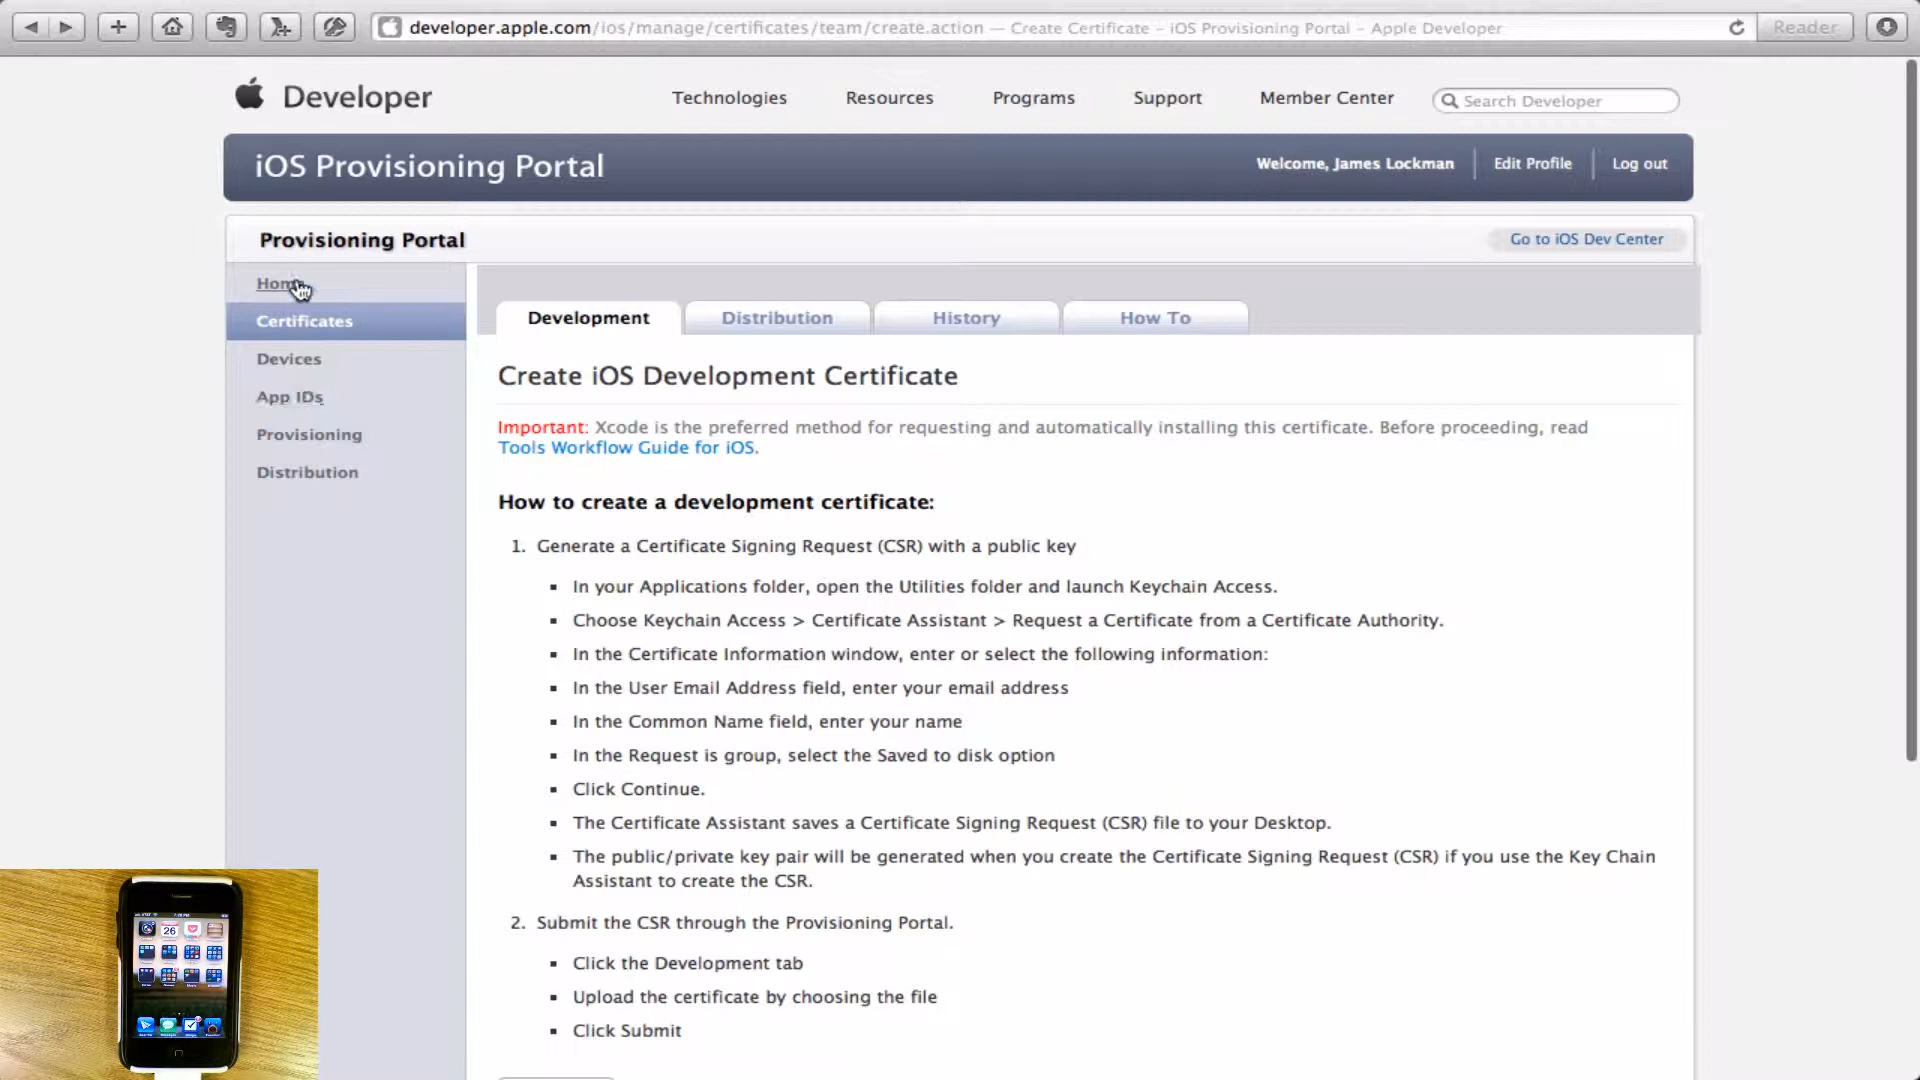 developer.apple.com/ios/manage/certificates/team/create.action — Create Certificate – iOS Provisioning Portal – Apple Developer
Reader
Developer
Technologies
Resources
Programs
Support
Member Center
Search Developer
iOS Provisioning Portal
Welcome, James Lockman
Edit Profile
Log out
Provisioning Portal
Go to iOS Dev Center
Certificates
Devices
App IDs
Provisioning
Distribution
Development
Distribution
History
How To
Create iOS Development Certificate
Important: Xcode is the preferred method for requesting and automatically installing this certificate. Before proceeding, read
Tools Workflow Guide for iOS.
How to create a development certificate:
1. Generate a Certificate Signing Request (CSR) with a public key
▪ In your Applications folder, open the Utilities folder and launch Keychain Access.
▪ Choose Keychain Access > Certificate Assistant > Request a Certificate from a Certificate Authority.
▪ In the Certificate Information window, enter or select the following information:
▪ In the User Email Address field, enter your email address
▪ In the Common Name field, enter your name
▪ In the Request is group, select the Saved to disk option
▪ Click Continue.
▪ The Certificate Assistant saves a Certificate Signing Request (CSR) file to your Desktop.
▪ The public/private key pair will be generated when you create the Certificate Signing Request (CSR) if you use the Key Chain
Assistant to create the CSR.
2. Submit the CSR through the Provisioning Portal.
▪ Click the Development tab
▪ Upload the certificate by choosing the file
▪ Click Submit
26